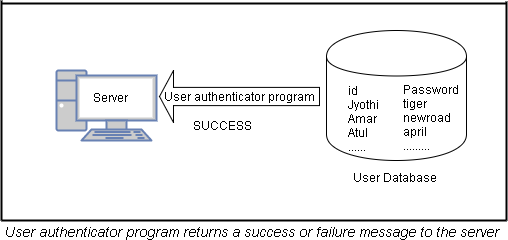 Server
User authenticator program
SUCCESS
id Password
Jyothi tiger
Amar newroad
Atul april
...... .........
User Database
User authenticator program returns a success or failure message to the server